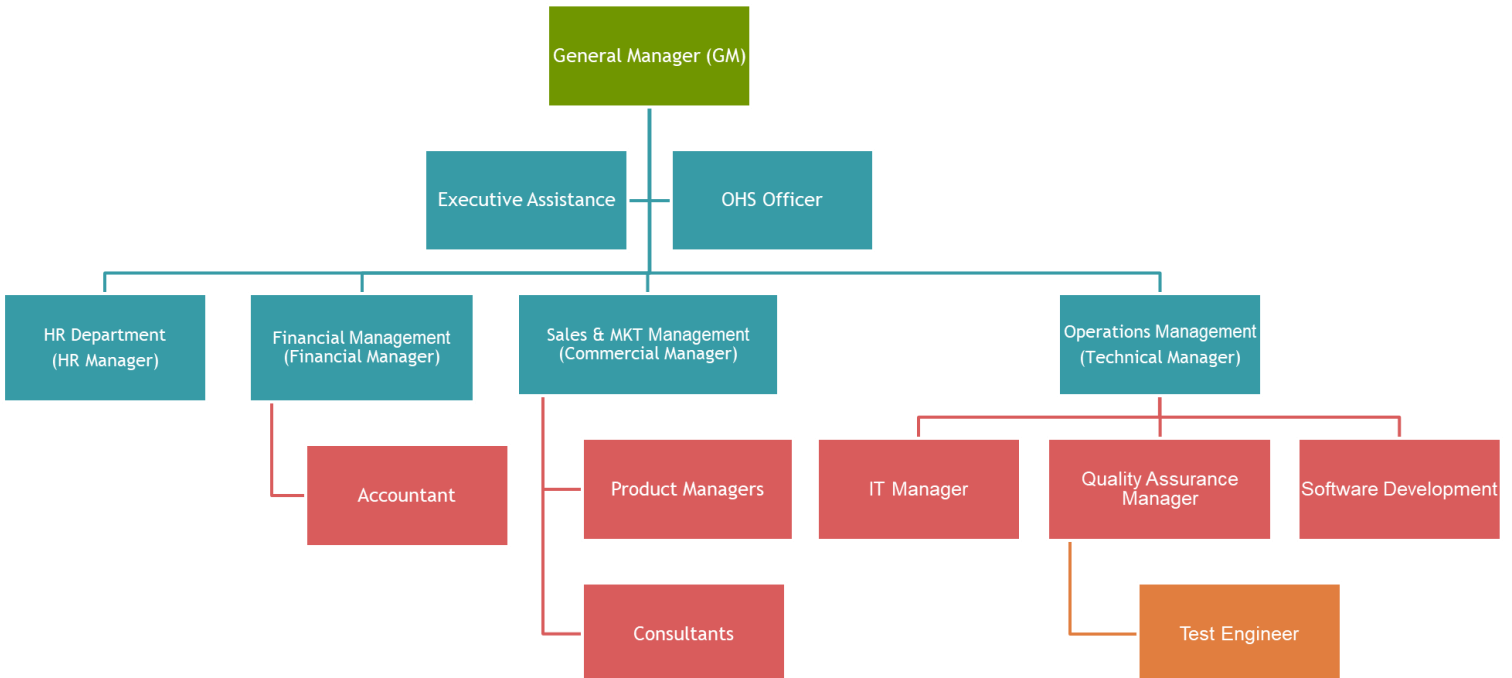 General Manager (GM)
Executive Assistance
OHS Officer
HR Department
(HR Manager)
Financial Management
(Financial Manager)
Sales & MKT Management
(Commercial Manager)
Operations Management
(Technical Manager)
Accountant
Product Managers
IT Manager
Quality Assurance
Manager
Software Development
Consultants
Test Engineer